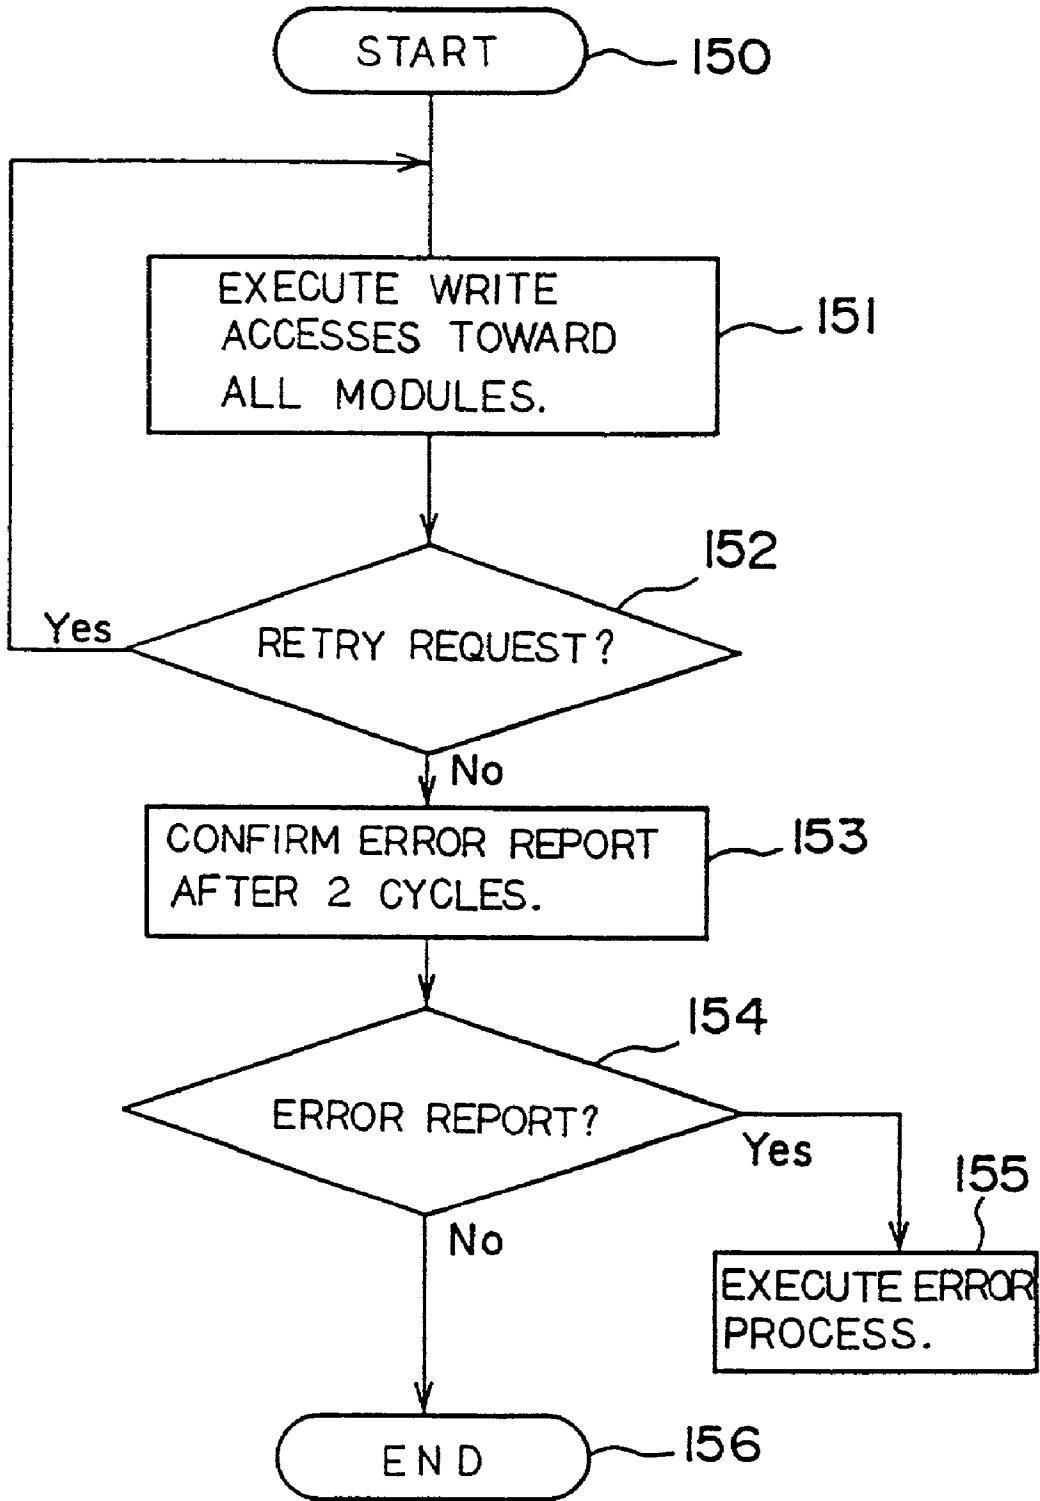 START
150
EXECUTE WRITE
ACCESSES TOWARD
ALL MODULES.
151
152
Yes
RETRY REQUEST?
No
CONFIRM ERROR REPORT
AFTER 2 CYCLES.
153
154
ERROR REPORT?
Yes
No
155
EXECUTE ERROR
PROCESS.
END
156